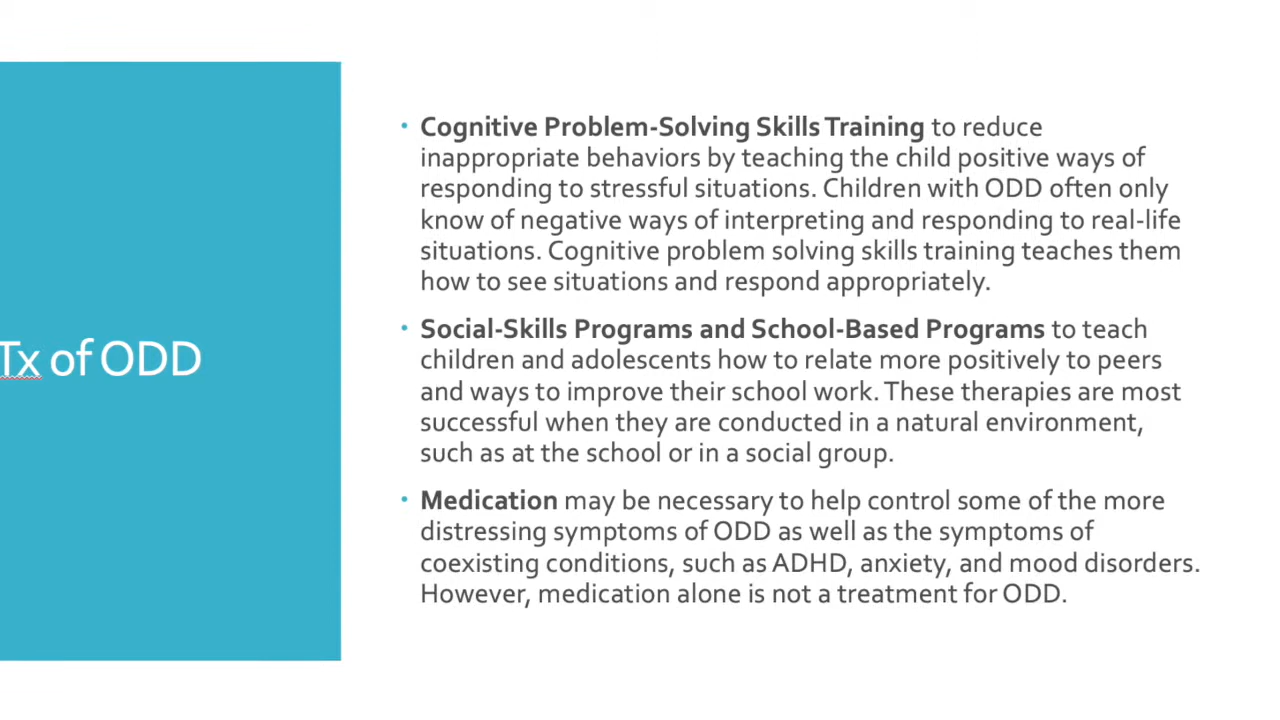 Tx of ODD
• Cognitive Problem-Solving Skills Training to reduce
inappropriate behaviors by teaching the child positive ways of
responding to stressful situations. Children with ODD often only
know of negative ways of interpreting and responding to real-life
situations. Cognitive problem solving skills training teaches them
how to see situations and respond appropriately.
• Social-Skills Programs and School-Based Programs to teach
children and adolescents how to relate more positively to peers
and ways to improve their school work. These therapies are most
successful when they are conducted in a natural environment,
such as at the school or in a social group.
• Medication may be necessary to help control some of the more
distressing symptoms of ODD as well as the symptoms of
coexisting conditions, such as ADHD, anxiety, and mood disorders.
However, medication alone is not a treatment for ODD.